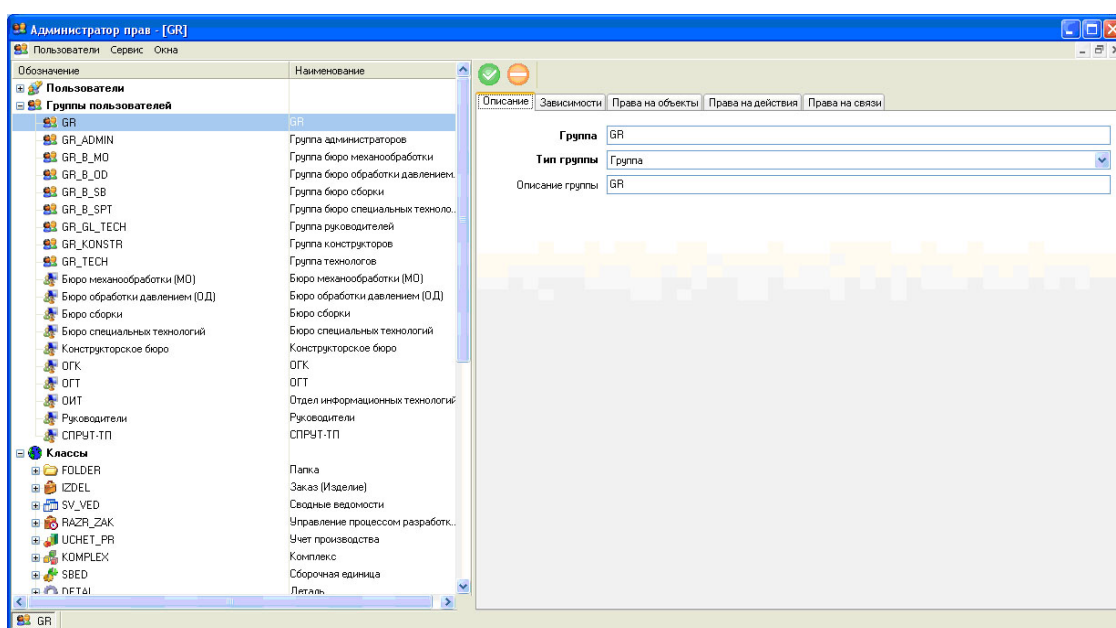 Администратор прав - [GR]
Пользователи Сервис Окна
Обозначение Наименование
Пользователи
Группы пользователей
GR GR
GR_ADMIN Группа администраторов
GR_B_MO Группа бюро механообработки
GR_B_OD Группа бюро обработки давлением.
GR_B_SB Группа бюро сборки
GR_B_SPT Группа бюро специальных техноло..
GR_GL_TECH Группа руководителей
GR_KONSTR Группа конструкторов
GR_TECH Группа технологов
Бюро механообработки (МО) Бюро механообработки (МО)
Бюро обработки давлением (ОД) Бюро обработки давлением (ОД)
Бюро сборки Бюро сборки
Бюро специальных технологий Бюро специальных технологий
Конструкторское бюро Конструкторское бюро
ОГК ОГК
ОГТ ОГТ
ОИТ Отдел информационных технологий
Руководители Руководители
СПРУТ-ТП СПРУТ-ТП
Классы
FOLDER Папка
IZDEL Заказ (Изделие)
SV_VED Сводные ведомости
RAZR_ZAK Управление процессом разработк..
UCHET_PR Учет производства
KOMPLEX Комплекс
SBED Сборочная единица
DETAL Деталь
GR
Описание Зависимости Права на объекты Права на действия Права на связи
Группа GR
Тип группы Группа
Описание группы GR